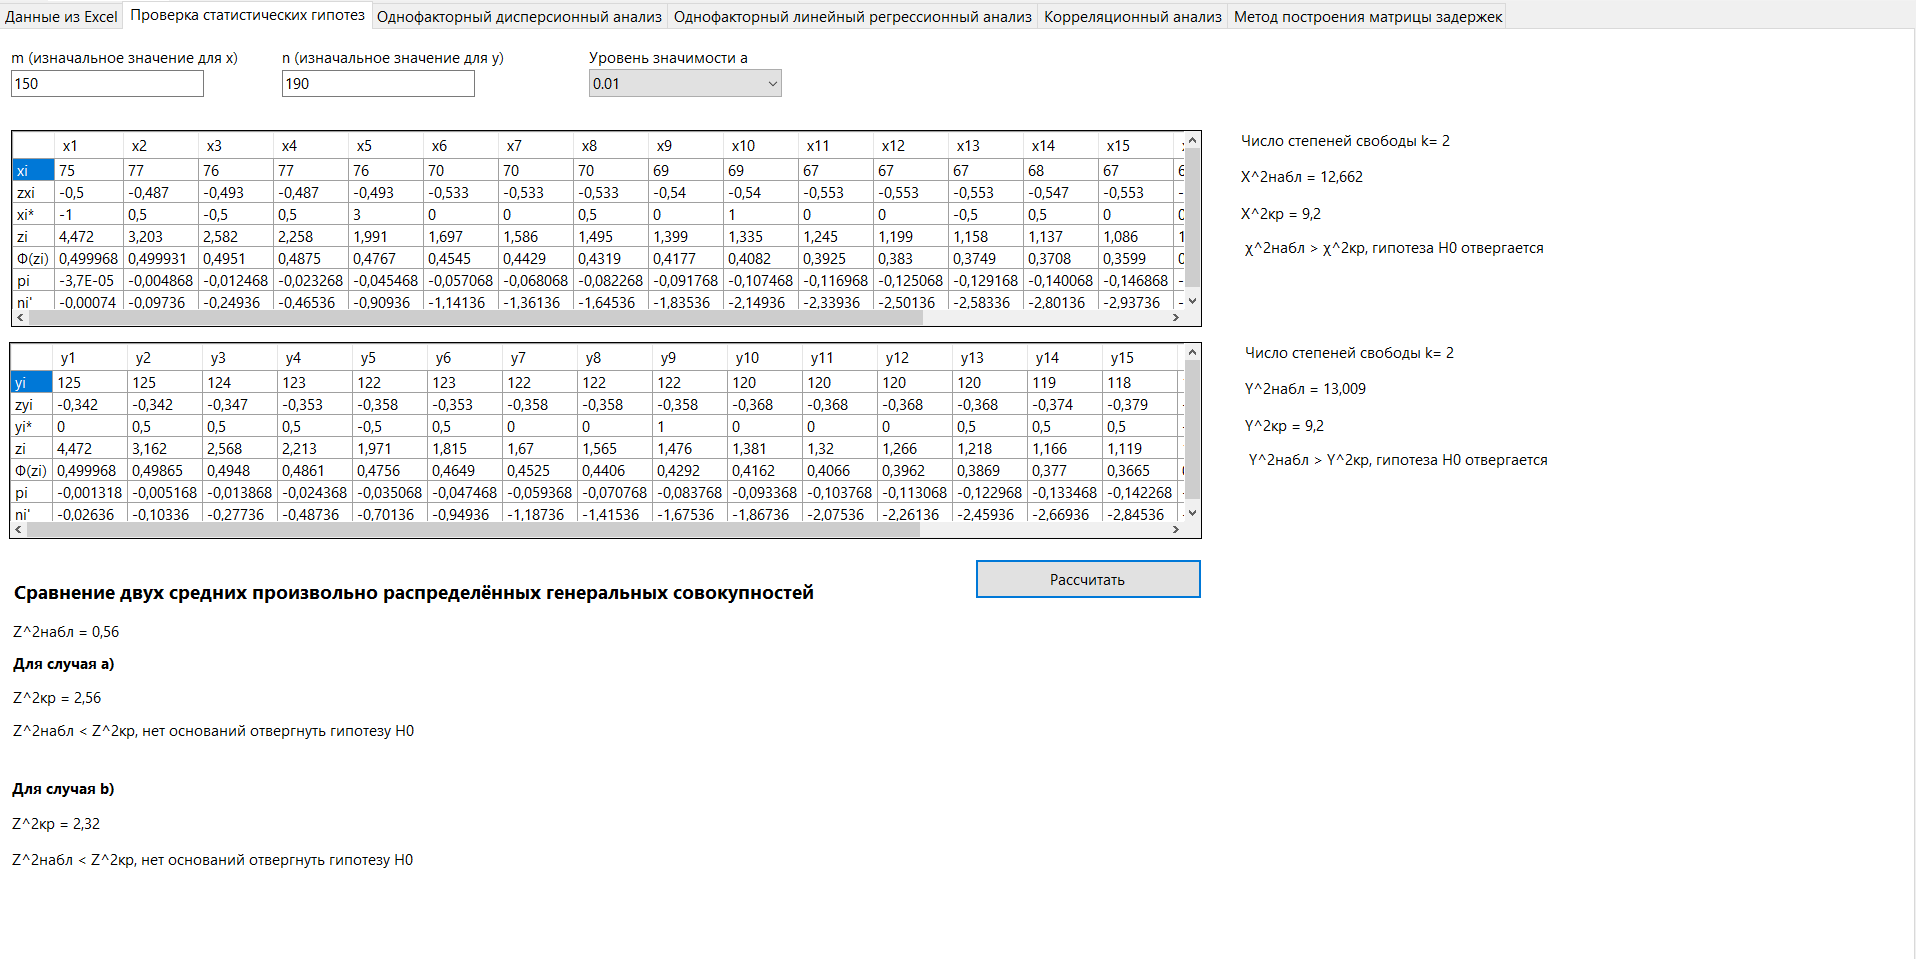 Данные из Excel Проверка статистических гипотез Однофакторный дисперсионный анализ Однофакторный линейный регрессионный анализ Корреляционный анализ Метод построения матрицы задержек
m (изначальное значение для x) n (изначальное значение для y) Уровень значимости a
150 190 0.01
x1 x2 x3 x4 x5 x6 x7 x8 x9 x10 x11 x12 x13 x14 x15
xi 75 77 76 77 76 70 70 70 69 69 67 67 67 68 67
zxi -0,5 -0,487 -0,493 -0,487 -0,493 -0,533 -0,533 -0,533 -0,54 -0,54 -0,553 -0,553 -0,553 -0,547 -0,553
xi* -1 0,5 -0,5 0,5 3 0 0 0,5 0 1 0 0 -0,5 0,5 0
zi 4,472 3,203 2,582 2,258 1,991 1,697 1,586 1,495 1,399 1,335 1,245 1,199 1,158 1,137 1,086
Ф(zi) 0,499968 0,499931 0,4951 0,4875 0,4767 0,4545 0,4429 0,4319 0,4177 0,4082 0,3925 0,383 0,3749 0,3708 0,3599
pi -3,7E-05 -0,004868 -0,012468 -0,023268 -0,045468 -0,057068 -0,068068 -0,082268 -0,091768 -0,107468 -0,116968 -0,125068 -0,129168 -0,140068 -0,146868
ni' -0,00074 -0,09736 -0,24936 -0,46536 -0,90936 -1,14136 -1,36136 -1,64536 -1,83536 -2,14936 -2,33936 -2,50136 -2,58336 -2,80136 -2,93736
Число степеней свободы k= 2
X^2набл = 12,662
X^2кр = 9,2
χ^2набл > χ^2кр, гипотеза H0 отвергается
y1 y2 y3 y4 y5 y6 y7 y8 y9 y10 y11 y12 y13 y14 y15
yi 125 125 124 123 122 123 122 122 122 120 120 120 120 119 118
zyi -0,342 -0,342 -0,347 -0,353 -0,358 -0,353 -0,358 -0,358 -0,358 -0,368 -0,368 -0,368 -0,368 -0,374 -0,379
yi* 0 0,5 0,5 0,5 -0,5 0,5 0 0 1 0 0 0 0,5 0,5 0,5
zi 4,472 3,162 2,568 2,213 1,971 1,815 1,67 1,565 1,476 1,381 1,32 1,266 1,218 1,166 1,119
Ф(zi) 0,499968 0,49865 0,4948 0,4861 0,4756 0,4649 0,4525 0,4406 0,4292 0,4162 0,4066 0,3962 0,3869 0,377 0,3665
pi -0,001318 -0,005168 -0,013868 -0,024368 -0,035068 -0,047468 -0,059368 -0,070768 -0,083768 -0,093368 -0,103768 -0,113068 -0,122968 -0,133468 -0,142268
ni' -0,02636 -0,10336 -0,27736 -0,48736 -0,70136 -0,94936 -1,18736 -1,41536 -1,67536 -1,86736 -2,07536 -2,26136 -2,45936 -2,66936 -2,84536
Число степеней свободы k= 2
Y^2набл = 13,009
Y^2кр = 9,2
Y^2набл > Y^2кр, гипотеза H0 отвергается
Рассчитать
Сравнение двух средних произвольно распределённых генеральных совокупностей
Z^2набл = 0,56
Для случая a)
Z^2кр = 2,56
Z^2набл < Z^2кр, нет оснований отвергнуть гипотезу H0
Для случая b)
Z^2кр = 2,32
Z^2набл < Z^2кр, нет оснований отвергнуть гипотезу H0